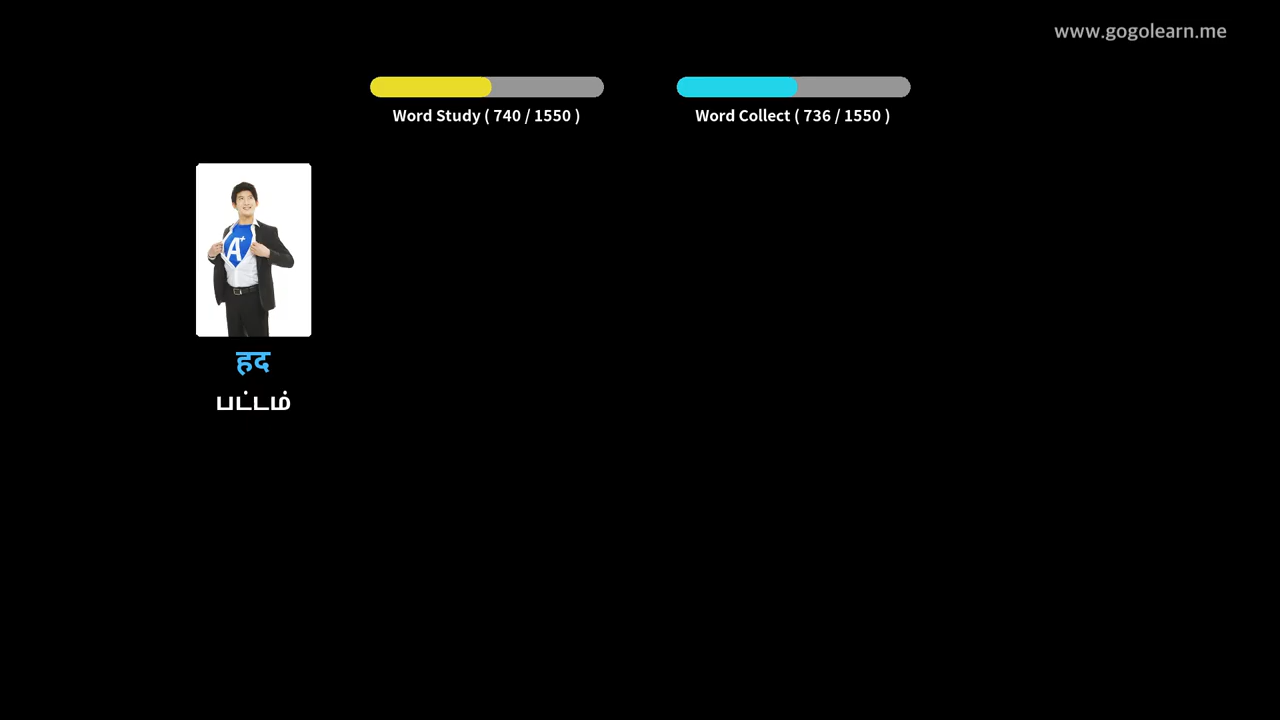 www.gogolearn.me
Word Study ( 740 / 1550 )
Word Collect ( 736 / 1550 )
A+
हद
பட்டம்